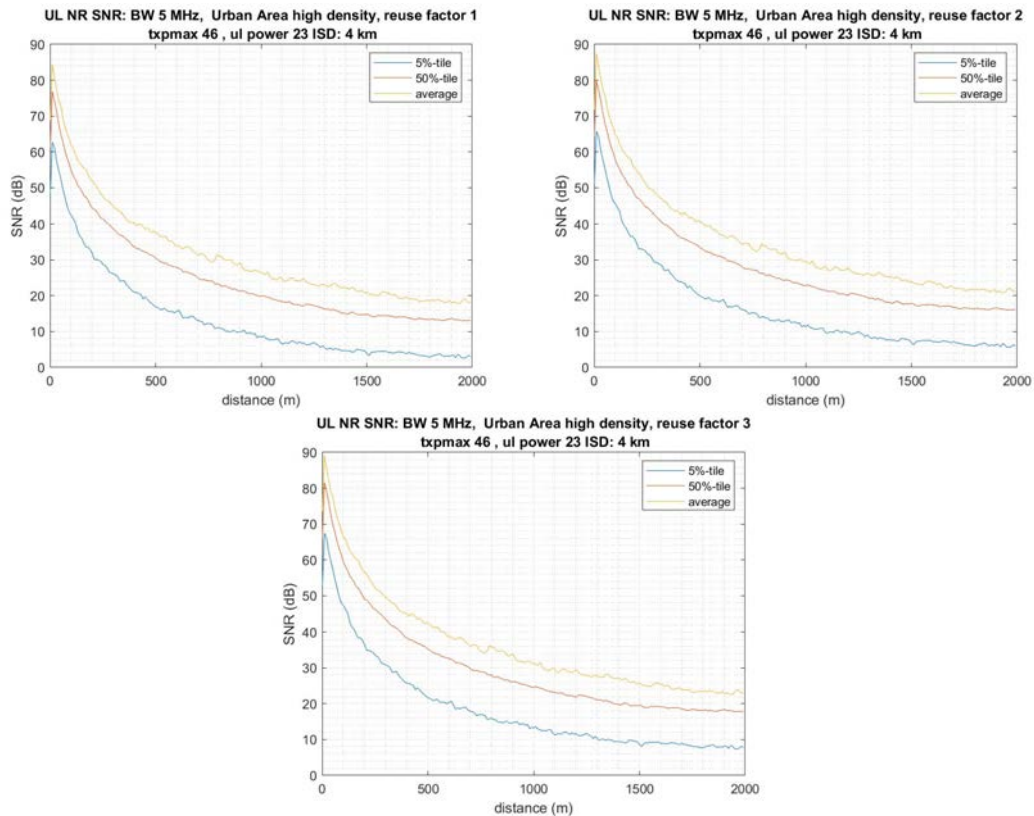 UL NR SNR: BW 5 MHz, Urban Area high density, reuse factor 1
txpmax 46 , ul power 23 ISD: 4 km
90
80
70
60
50
40
30
20
10
0
SNR (dB)
5%-tile
50%-tile
average
0 500 1000 1500 2000
distance (m)
UL NR SNR: BW 5 MHz, Urban Area high density, reuse factor 2
txpmax 46 , ul power 23 ISD: 4 km
90
80
70
60
50
40
30
20
10
0
SNR (dB)
5%-tile
50%-tile
average
0 500 1000 1500 2000
distance (m)
UL NR SNR: BW 5 MHz, Urban Area high density, reuse factor 3
txpmax 46 , ul power 23 ISD: 4 km
90
80
70
60
50
40
30
20
10
0
SNR (dB)
5%-tile
50%-tile
average
0 500 1000 1500 2000
distance (m)